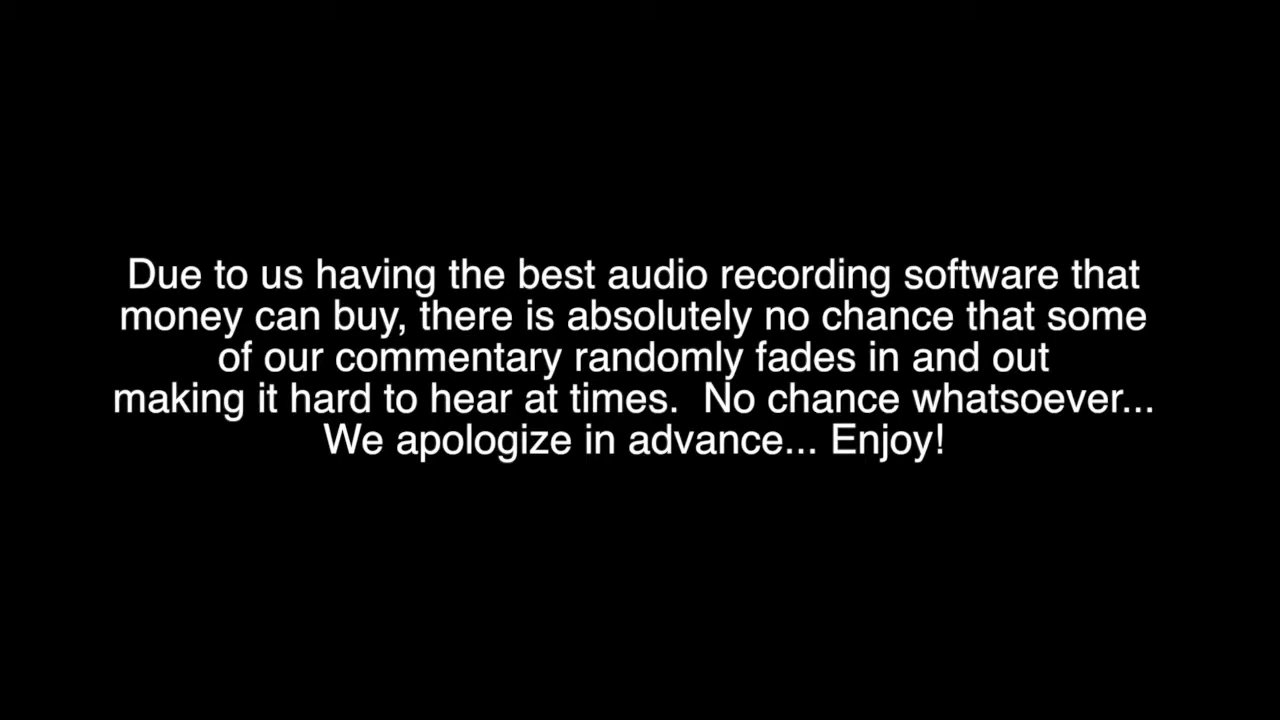 Due to us having the best audio recording software that
money can buy, there is absolutely no chance that some
of our commentary randomly fades in and out
making it hard to hear at times.  No chance whatsoever...
We apologize in advance... Enjoy!